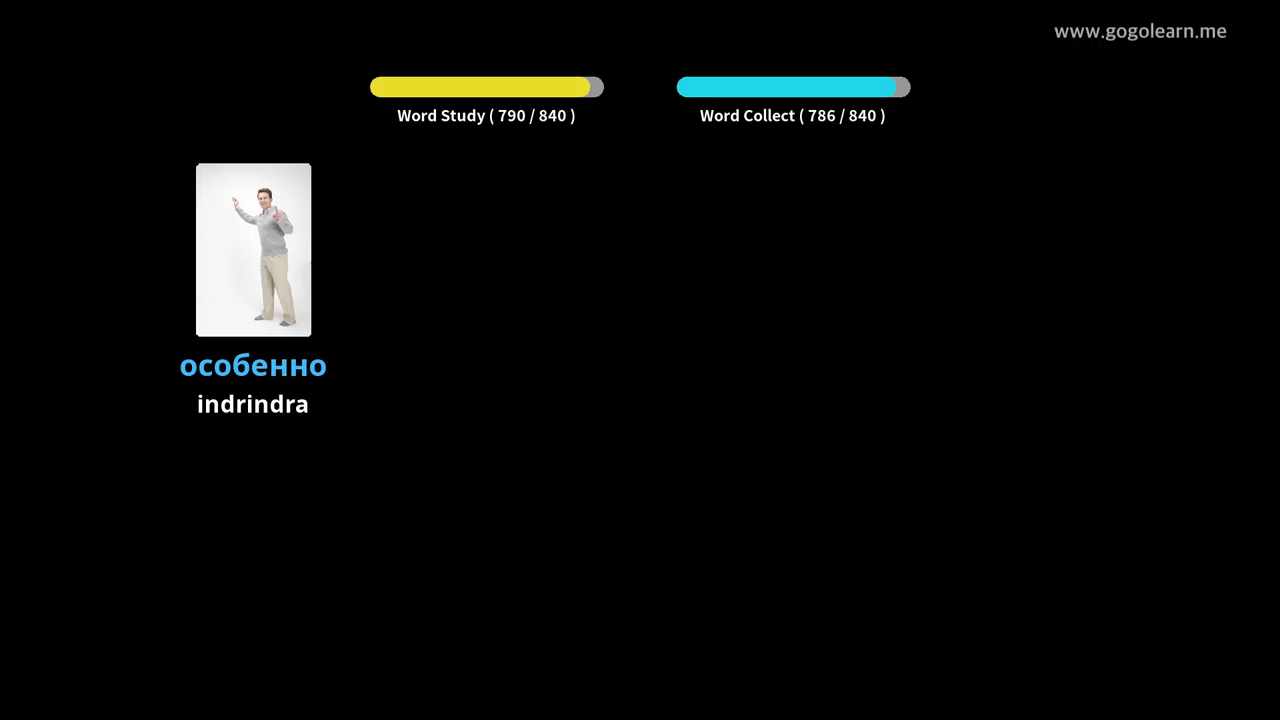 www.gogolearn.me
Word Study ( 790 / 840 )
Word Collect ( 786 / 840 )
особенно
indrindra